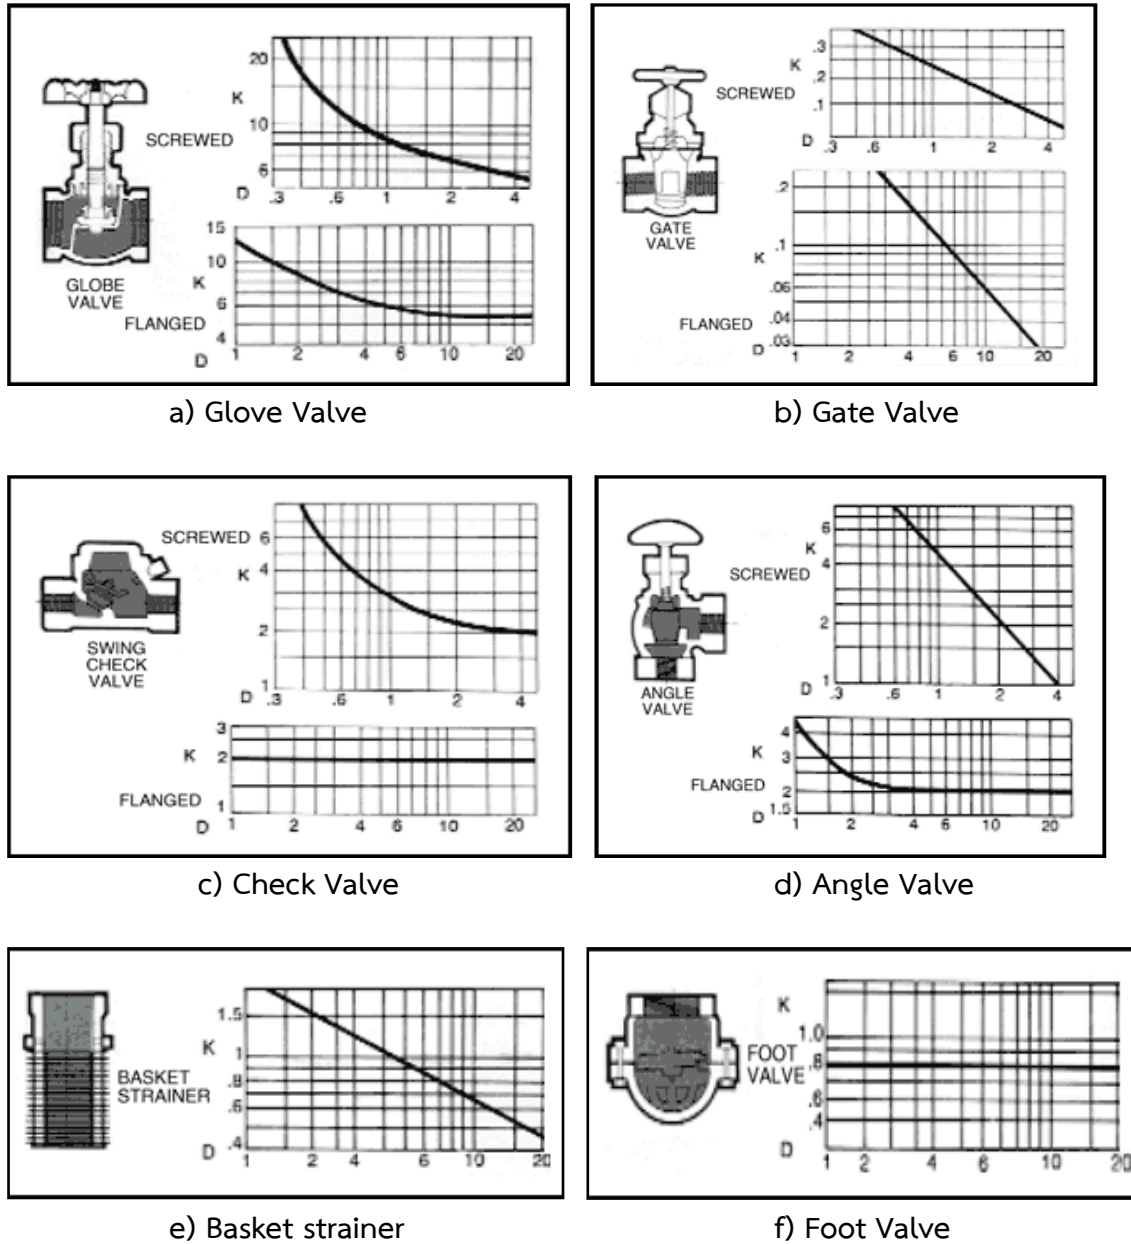 20
K
10
SCREWED
6
D .3 .6 1 2 4
15
10
K
6
FLANGED
4
D 1 2 4 6 10 20
GLOBE
VALVE
a) Glove Valve
.3
K
.2
SCREWED
.1
D .3 .6 1 2 4
.2
.1
K
.06
.04
FLANGED
.03
D 1 2 4 6 10 20
GATE
VALVE
b) Gate Valve
SCREWED 6
K 4
2
1
D .3 .6 1 2 4
3
K 2
FLANGED 1
D 1 2 4 6 10 20
SWING
CHECK
VALVE
c) Check Valve
6
K
4
SCREWED
2
1
D .3 .6 1 2 4
4
K
3
FLANGED 2
1.5
D 1 2 4 6 10 20
ANGLE
VALVE
d) Angle Valve
1.5
K
1
.8
.6
.4
D 1 2 4 6 10 20
BASKET
STRAINER
e) Basket strainer
K
1.0
.8
.6
.4
D 1 2 4 6 10 20
FOOT
VALVE
f) Foot Valve